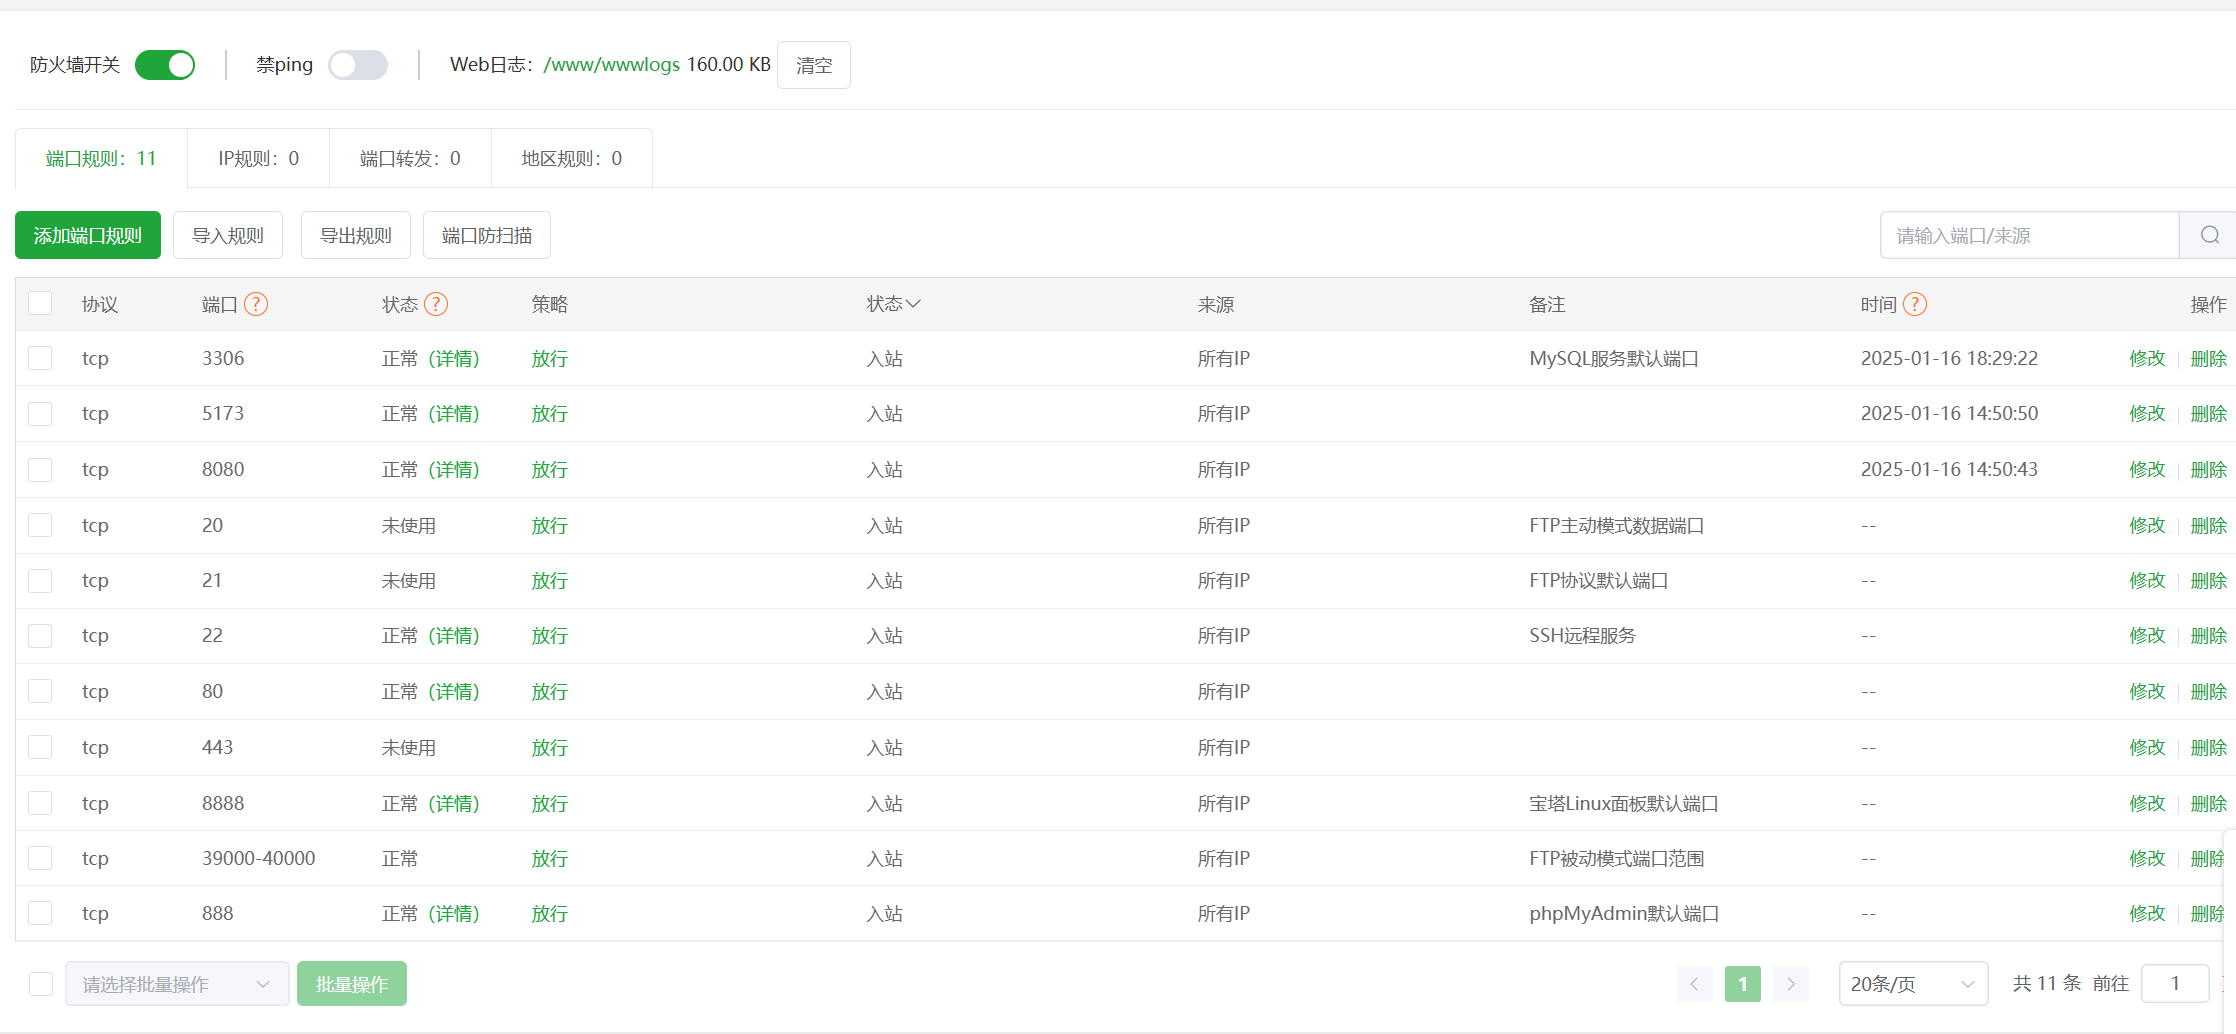 防火墙开关 禁ping Web日志：/www/wwwlogs 160.00 KB 清空
端口规则：11 IP规则：0 端口转发：0 地区规则：0
添加端口规则 导入规则 导出规则 端口防扫描 请输入端口/来源
协议 端口 ? 状态 ? 策略 状态 来源 备注 时间 ? 操作
tcp 3306 正常 (详情) 放行 入站 所有IP MySQL服务默认端口 2025-01-16 18:29:22 修改 删除
tcp 5173 正常 (详情) 放行 入站 所有IP 2025-01-16 14:50:50 修改 删除
tcp 8080 正常 (详情) 放行 入站 所有IP 2025-01-16 14:50:43 修改 删除
tcp 20 未使用 放行 入站 所有IP FTP主动模式数据端口 -- 修改 删除
tcp 21 未使用 放行 入站 所有IP FTP协议默认端口 -- 修改 删除
tcp 22 正常 (详情) 放行 入站 所有IP SSH远程服务 -- 修改 删除
tcp 80 正常 (详情) 放行 入站 所有IP -- 修改 删除
tcp 443 未使用 放行 入站 所有IP -- 修改 删除
tcp 8888 正常 (详情) 放行 入站 所有IP 宝塔Linux面板默认端口 -- 修改 删除
tcp 39000-40000 正常 放行 入站 所有IP FTP被动模式端口范围 -- 修改 删除
tcp 888 正常 (详情) 放行 入站 所有IP phpMyAdmin默认端口 -- 修改 删除
请选择批量操作 批量操作 1 20条/页 共 11 条 前往 1